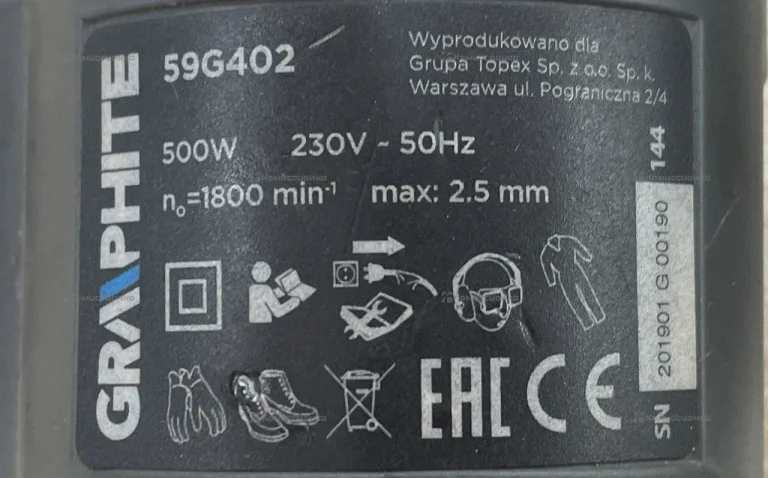 GRAPHITE
59G402
Wyprodukowano dla
Grupa Topex Sp. z o.o. Sp. k.
Warszawa ul. Pograniczna 2/4
500W 230V ~ 50Hz
n₀=1800 min⁻¹ max: 2.5 mm
EAC CE
144
SN 201901 G 00190